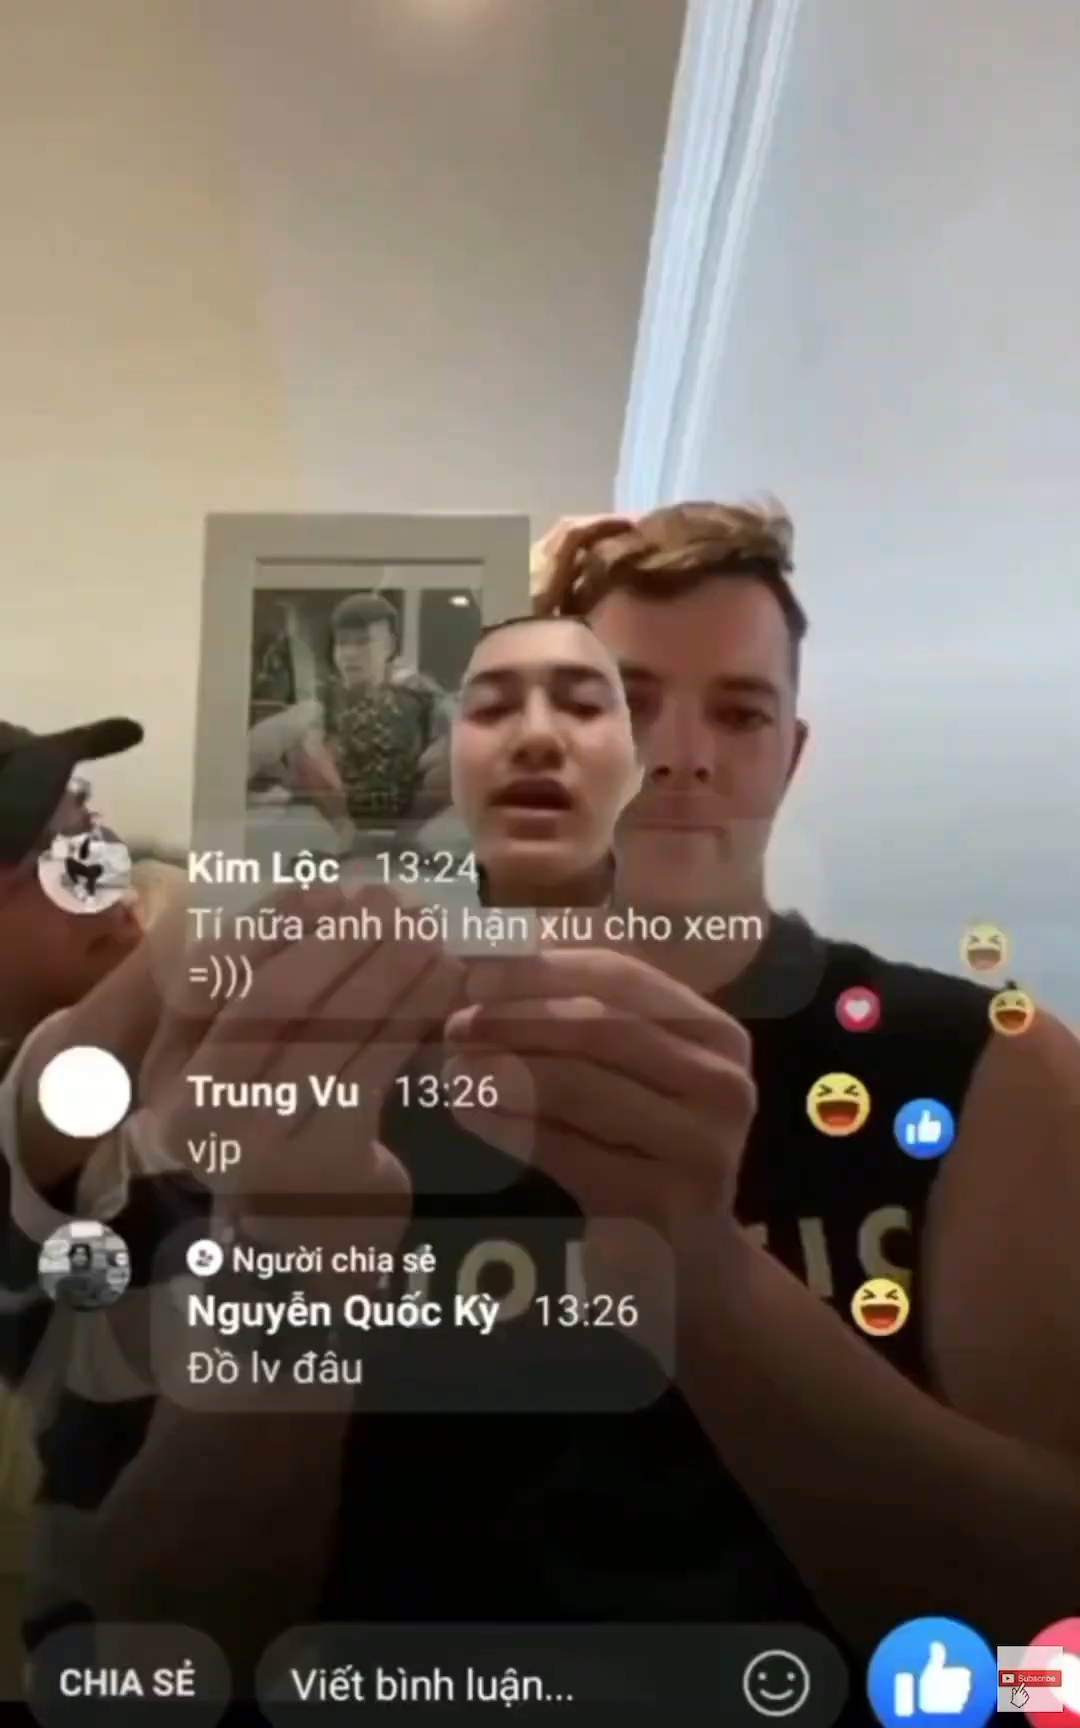 Kim Lộc 13:24
Tí nữa anh hối hận xíu cho xem
=)))
Trung Vu 13:26
vjp
Người chia sẻ
Nguyễn Quốc Kỳ 13:26
Đồ lv đâu
CHIA SẺ
Viết bình luận...
Subscribe